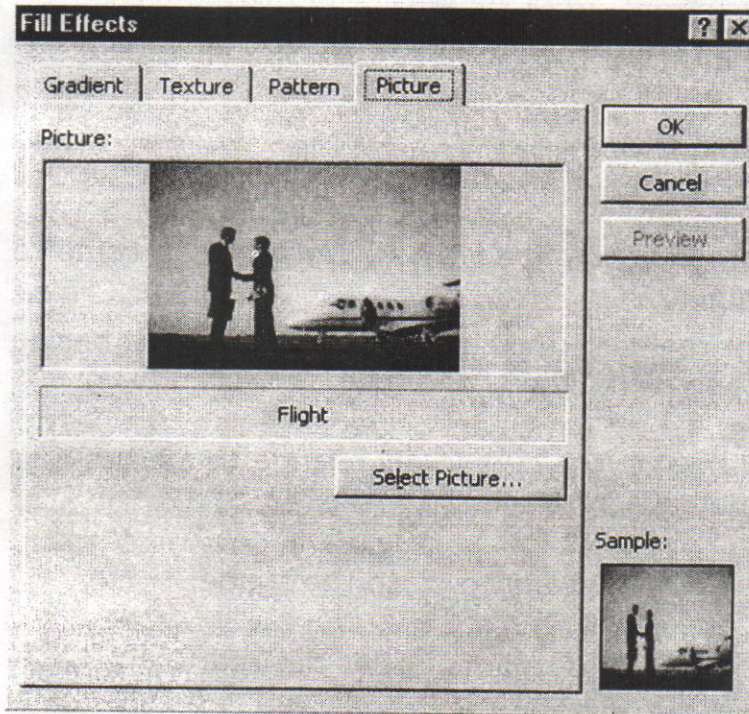 Fill Effects
Gradient Texture Pattern Picture
Picture:
OK
Cancel
Preview
Flight
Select Picture...
Sample: